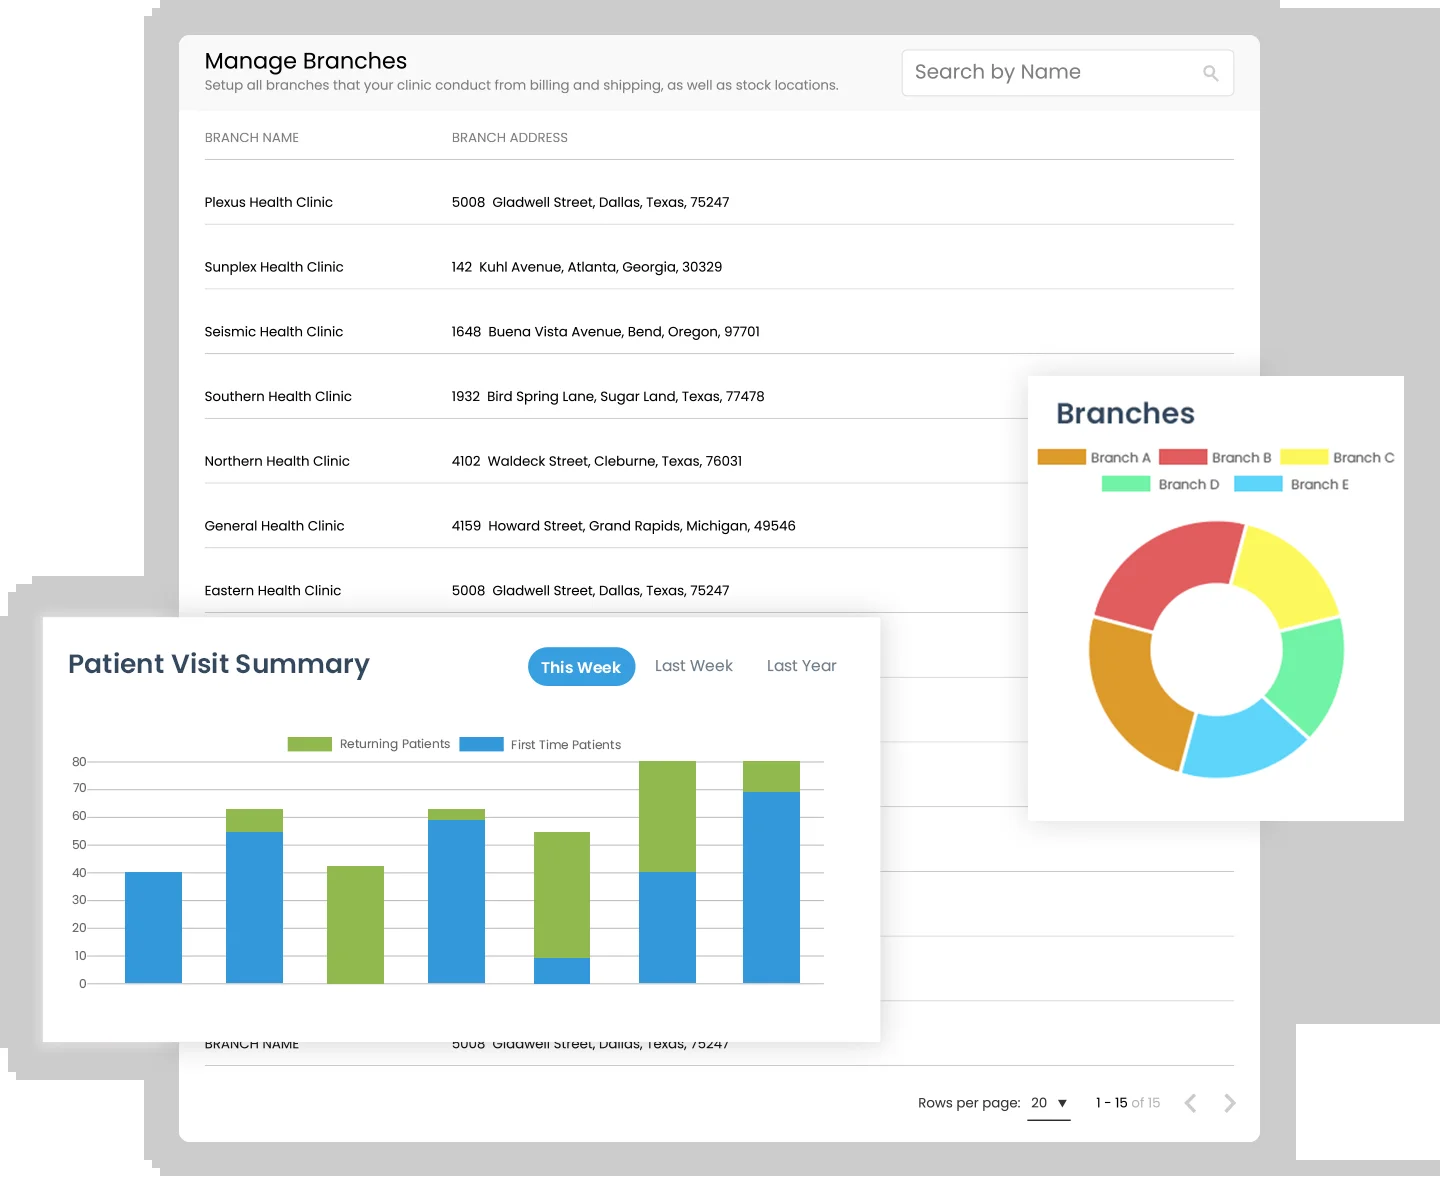 Manage Branches
Setup all branches that your clinic conduct from billing and shipping, as well as stock locations.
Search by Name
BRANCH NAME BRANCH ADDRESS
Plexus Health Clinic 5008 Gladwell Street, Dallas, Texas, 75247
Sunplex Health Clinic 142 Kuhl Avenue, Atlanta, Georgia, 30329
Seismic Health Clinic 1648 Buena Vista Avenue, Bend, Oregon, 97701
Southern Health Clinic 1932 Bird Spring Lane, Sugar Land, Texas, 77478
Northern Health Clinic 4102 Waldeck Street, Cleburne, Texas, 76031
General Health Clinic 4159 Howard Street, Grand Rapids, Michigan, 49546
Eastern Health Clinic 5008 Gladwell Street, Dallas, Texas, 75247
Branches
Branch A Branch B Branch C
Branch D Branch E
Patient Visit Summary
This Week Last Week Last Year
Returning Patients First Time Patients
80
70
60
50
40
30
20
10
0
BRANCH NAME 5008 Gladwell Street, Dallas, Texas, 75247
Rows per page: 20 ▼ 1 - 15 of 15